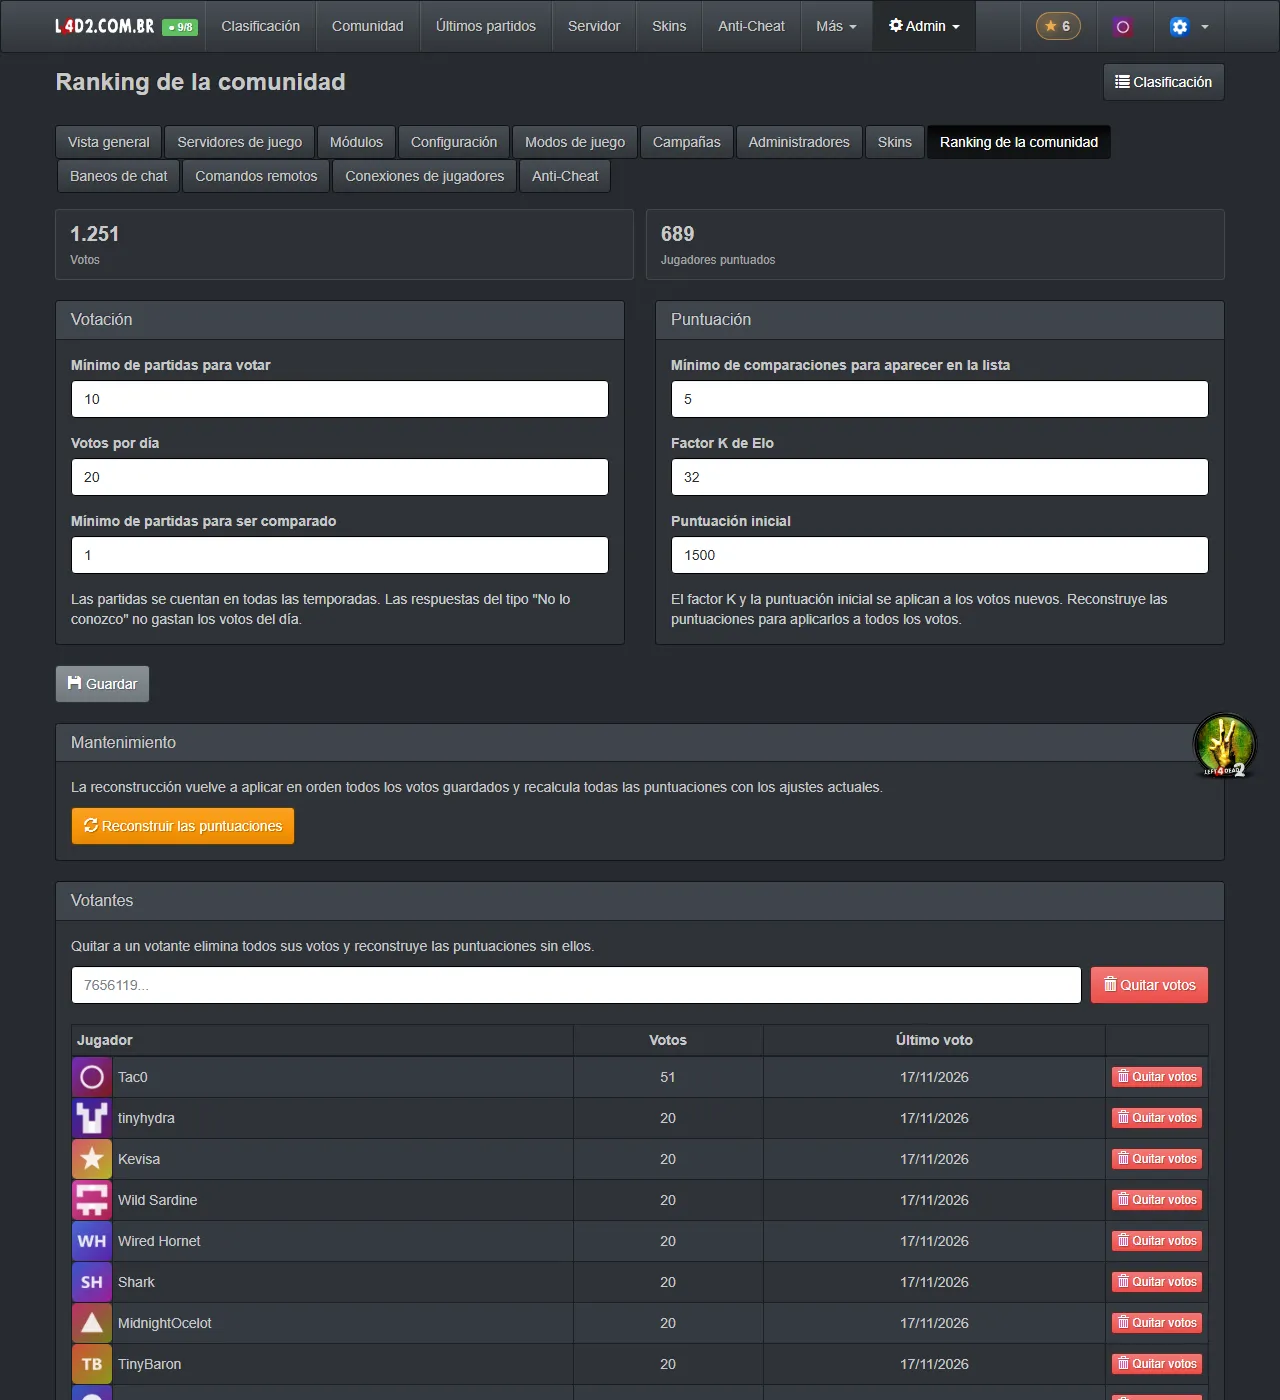 L4D2.COM.BR 9/8 Clasificación Comunidad Últimos partidos Servidor Skins Anti-Cheat Más Admin 6
Ranking de la comunidad
Clasificación
Vista general Servidores de juego Módulos Configuración Modos de juego Campañas Administradores Skins Ranking de la comunidad
Baneos de chat Comandos remotos Conexiones de jugadores Anti-Cheat
1.251
Votos
689
Jugadores puntuados
Votación
Mínimo de partidas para votar
10
Votos por día
20
Mínimo de partidas para ser comparado
1
Las partidas se cuentan en todas las temporadas. Las respuestas del tipo "No lo
conozco" no gastan los votos del día.
Puntuación
Mínimo de comparaciones para aparecer en la lista
5
Factor K de Elo
32
Puntuación inicial
1500
El factor K y la puntuación inicial se aplican a los votos nuevos. Reconstruye las
puntuaciones para aplicarlos a todos los votos.
Guardar
Mantenimiento
LEFT 4 DEAD 2
La reconstrucción vuelve a aplicar en orden todos los votos guardados y recalcula todas las puntuaciones con los ajustes actuales.
Reconstruir las puntuaciones
Votantes
Quitar a un votante elimina todos sus votos y reconstruye las puntuaciones sin ellos.
7656119... Quitar votos
Jugador Votos Último voto
Tac0 51 17/11/2026 Quitar votos
tinyhydra 20 17/11/2026 Quitar votos
Kevisa 20 17/11/2026 Quitar votos
Wild Sardine 20 17/11/2026 Quitar votos
WH Wired Hornet 20 17/11/2026 Quitar votos
SH Shark 20 17/11/2026 Quitar votos
MidnightOcelot 20 17/11/2026 Quitar votos
TB TinyBaron 20 17/11/2026 Quitar votos